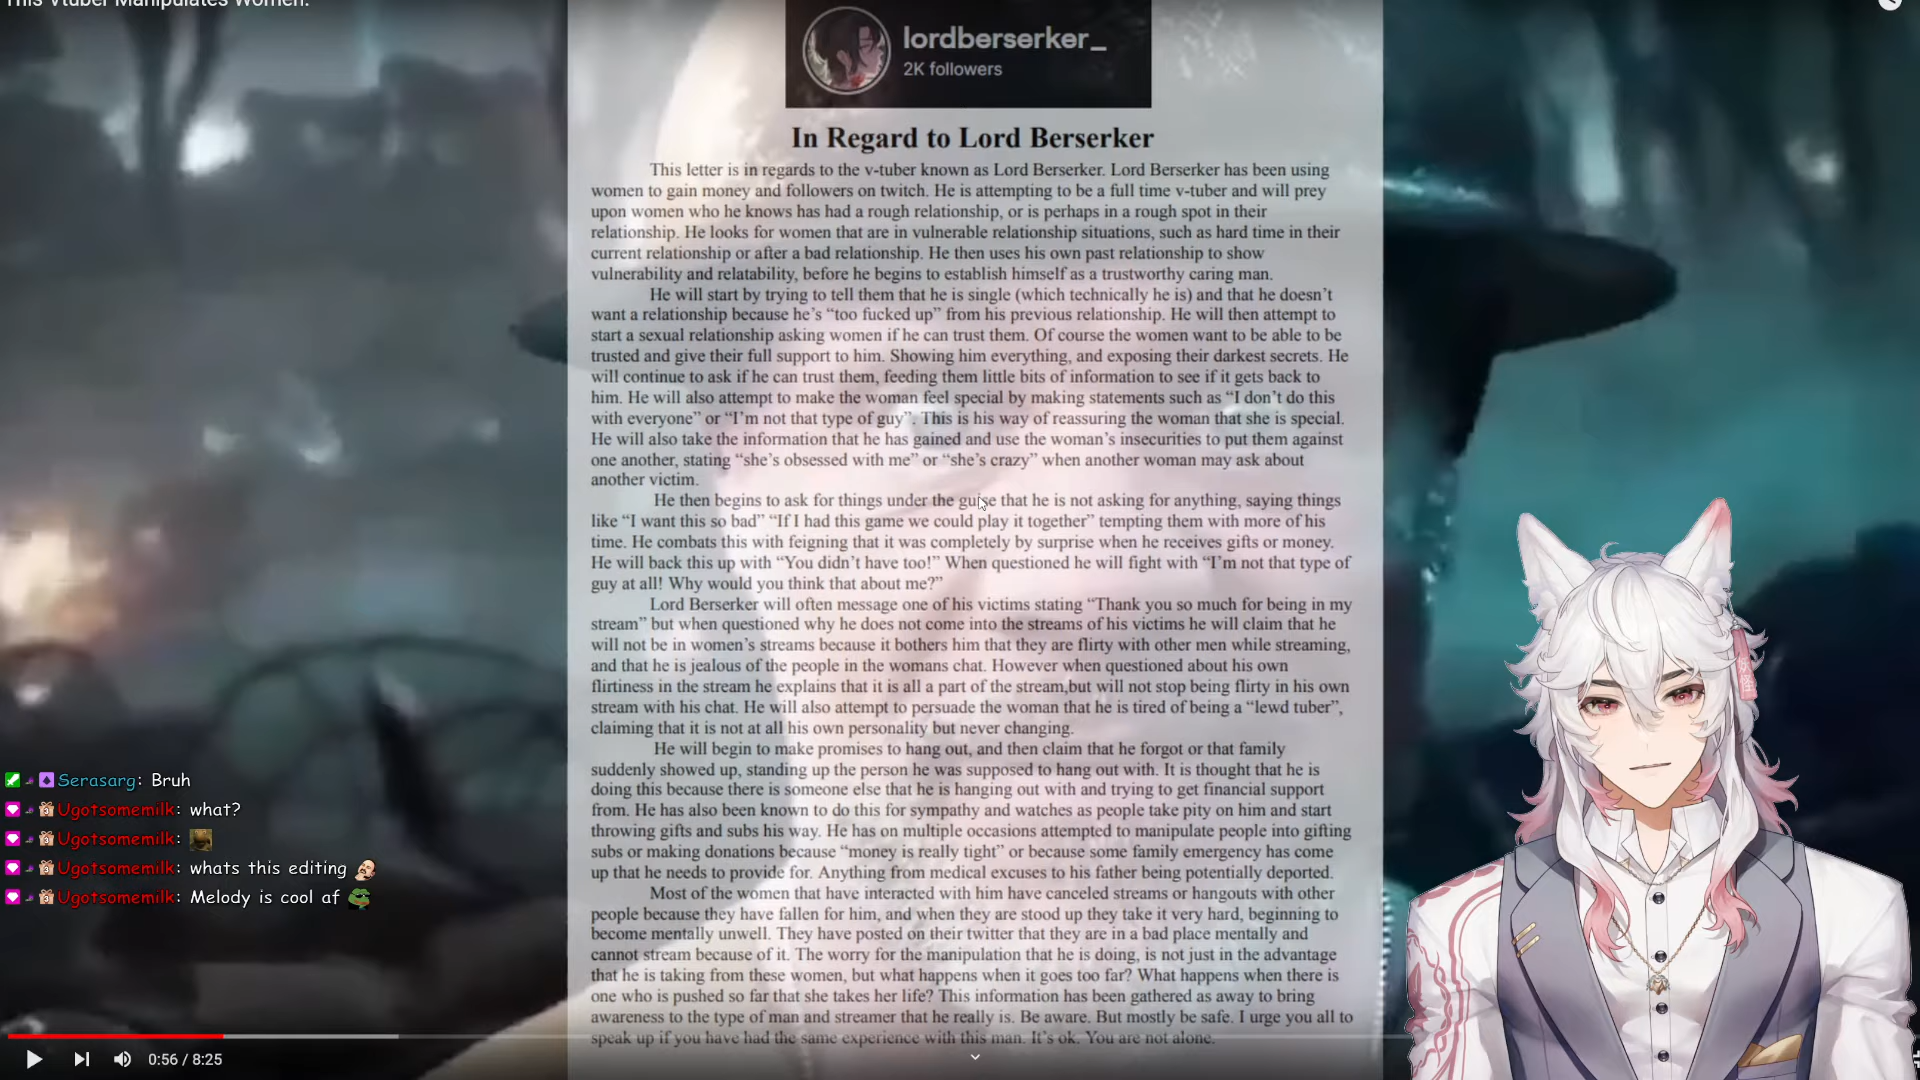 This Vtuber Manipulates Women.
lordberserker_
2K followers
In Regard to Lord Berserker
This letter is in regards to the v-tuber known as Lord Berserker. Lord Berserker has been using
women to gain money and followers on twitch. He is attempting to be a full time v-tuber and will prey
upon women who he knows has had a rough relationship, or is perhaps in a rough spot in their
relationship. He looks for women that are in vulnerable relationship situations, such as hard time in their
current relationship or after a bad relationship. He then uses his own past relationship to show
vulnerability and relatability, before he begins to establish himself as a trustworthy caring man.
He will start by trying to tell them that he is single (which technically he is) and that he doesn't
want a relationship because he's “too fucked up” from his previous relationship. He will then attempt to
start a sexual relationship asking women if he can trust them. Of course the women want to be able to be
trusted and give their full support to him. Showing him everything, and exposing their darkest secrets. He
will continue to ask if he can trust them, feeding them little bits of information to see if it gets back to
him. He will also attempt to make the woman feel special by making statements such as “I don't do this
with everyone” or “I'm not that type of guy”. This is his way of reassuring the woman that she is special.
He will also take the information that he has gained and use the woman's insecurities to put them against
one another, stating “she's obsessed with me” or “she's crazy” when another woman may ask about
another victim.
He then begins to ask for things under the guise that he is not asking for anything, saying things
like “I want this so bad” “If I had this game we could play it together” tempting them with more of his
time. He combats this with feigning that it was completely by surprise when he receives gifts or money.
He will back this up with “You didn't have too!” When questioned he will fight with “I'm not that type of
guy at all! Why would you think that about me?”
Lord Berserker will often message one of his victims stating “Thank you so much for being in my
stream” but when questioned why he does not come into the streams of his victims he will claim that he
will not be in women's streams because it bothers him that they are flirty with other men while streaming,
and that he is jealous of the people in the womans chat. However when questioned about his own
flirtiness in the stream he explains that it is all a part of the stream,but will not stop being flirty in his own
stream with his chat. He will also attempt to persuade the woman that he is tired of being a “lewd tuber”,
claiming that it is not at all his own personality but never changing.
He will begin to make promises to hang out, and then claim that he forgot or that family
suddenly showed up, standing up the person he was supposed to hang out with. It is thought that he is
doing this because there is someone else that he is hanging out with and trying to get financial support
from. He has also been known to do this for sympathy and watches as people take pity on him and start
throwing gifts and subs his way. He has on multiple occasions attempted to manipulate people into gifting
subs or making donations because “money is really tight” or because some family emergency has come
up that he needs to provide for. Anything from medical excuses to his father being potentially deported.
Most of the women that have interacted with him have canceled streams or hangouts with other
people because they have fallen for him, and when they are stood up they take it very hard, beginning to
become mentally unwell. They have posted on their twitter that they are in a bad place mentally and
cannot stream because of it. The worry for the manipulation that he is doing, is not just in the advantage
that he is taking from these women, but what happens when it goes too far? What happens when there is
one who is pushed so far that she takes her life? This information has been gathered as away to bring
awareness to the type of man and streamer that he really is. Be aware. But mostly be safe. I urge you all to
speak up if you have had the same experience with this man. It's ok. You are not alone.
Serasarg: Bruh
Ugotsomemilk: what?
Ugotsomemilk:
Ugotsomemilk: whats this editing
Ugotsomemilk: Melody is cool af
妖怪
0:56 / 8:25